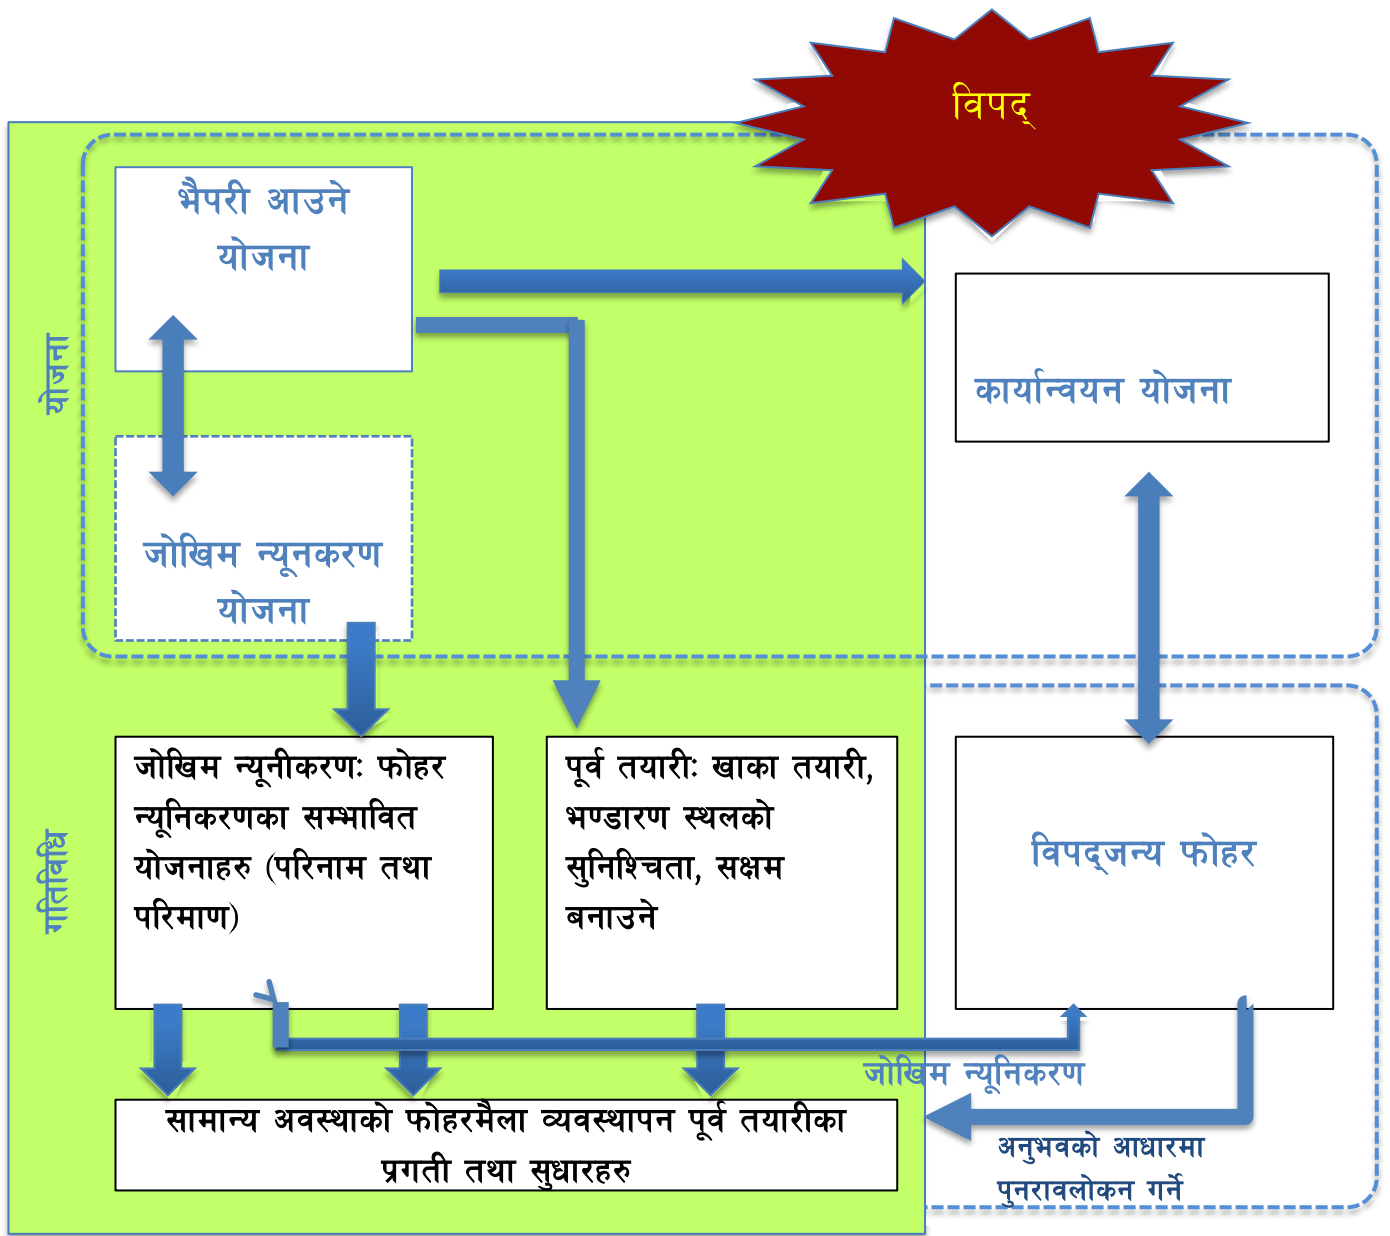 विपद्
भैपरी आउने
योजना
योजना
कार्यान्वयन योजना
जोखिम न्यूनकरण
योजना
गतिविधि
जोखिम न्यूनीकरणः फोहर
न्यूनिकरणका सम्भावित
योजनाहरु (परिनाम तथा
परिमाण)
पूर्व तयारीः खाका तयारी,
भण्डारण स्थलको
सुनिश्चितता, सक्षम
बनाउने
विपद्जन्य फोहर
जोखिम न्यूनिकरण
सामान्य अवस्थाको फोहरमैला व्यवस्थापन पूर्व तयारीका
प्रगती तथा सुधारहरु
अनुभवको आधारमा
पुनरावलोकन गर्ने